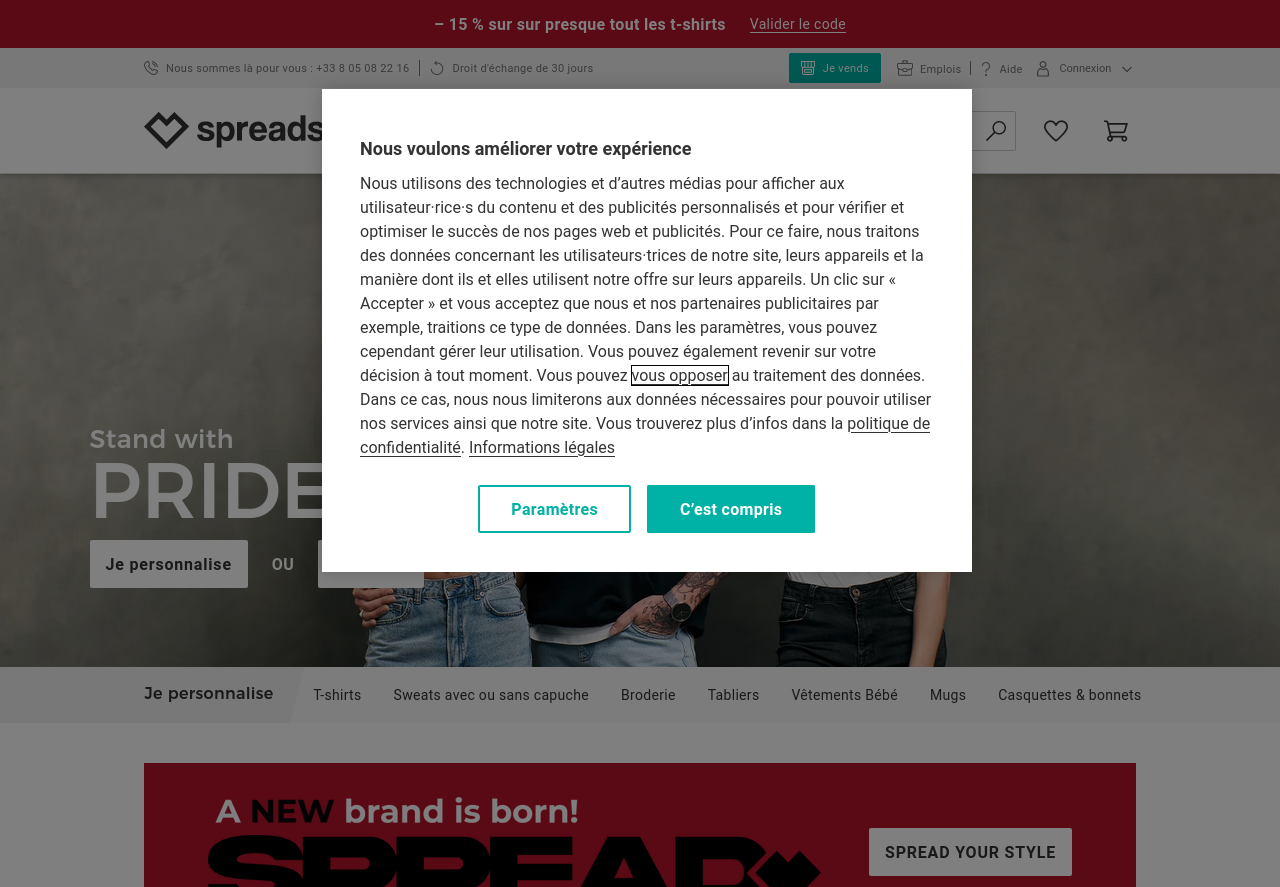 – 15 % sur sur presque tout les t-shirts Valider le code
Nous sommes là pour vous : +33 8 05 08 22 16 Droit d'échange de 30 jours Je vends Emplois Aide Connexion
spreads
Nous voulons améliorer votre expérience
Nous utilisons des technologies et d’autres médias pour afficher aux
utilisateur·rice·s du contenu et des publicités personnalisés et pour vérifier et
optimiser le succès de nos pages web et publicités. Pour ce faire, nous traitons
des données concernant les utilisateurs·trices de notre site, leurs appareils et la
manière dont ils et elles utilisent notre offre sur leurs appareils. Un clic sur «
Accepter » et vous acceptez que nous et nos partenaires publicitaires par
exemple, traitions ce type de données. Dans les paramètres, vous pouvez
cependant gérer leur utilisation. Vous pouvez également revenir sur votre
décision à tout moment. Vous pouvez vous opposer au traitement des données.
Dans ce cas, nous nous limiterons aux données nécessaires pour pouvoir utiliser
nos services ainsi que notre site. Vous trouverez plus d’infos dans la politique de
confidentialité. Informations légales
Paramètres C’est compris
Stand with
PRIDE
Je personnalise OU
Je personnalise T-shirts Sweats avec ou sans capuche Broderie Tabliers Vêtements Bébé Mugs Casquettes & bonnets
A NEW brand is born!
SPREAD
SPREAD YOUR STYLE